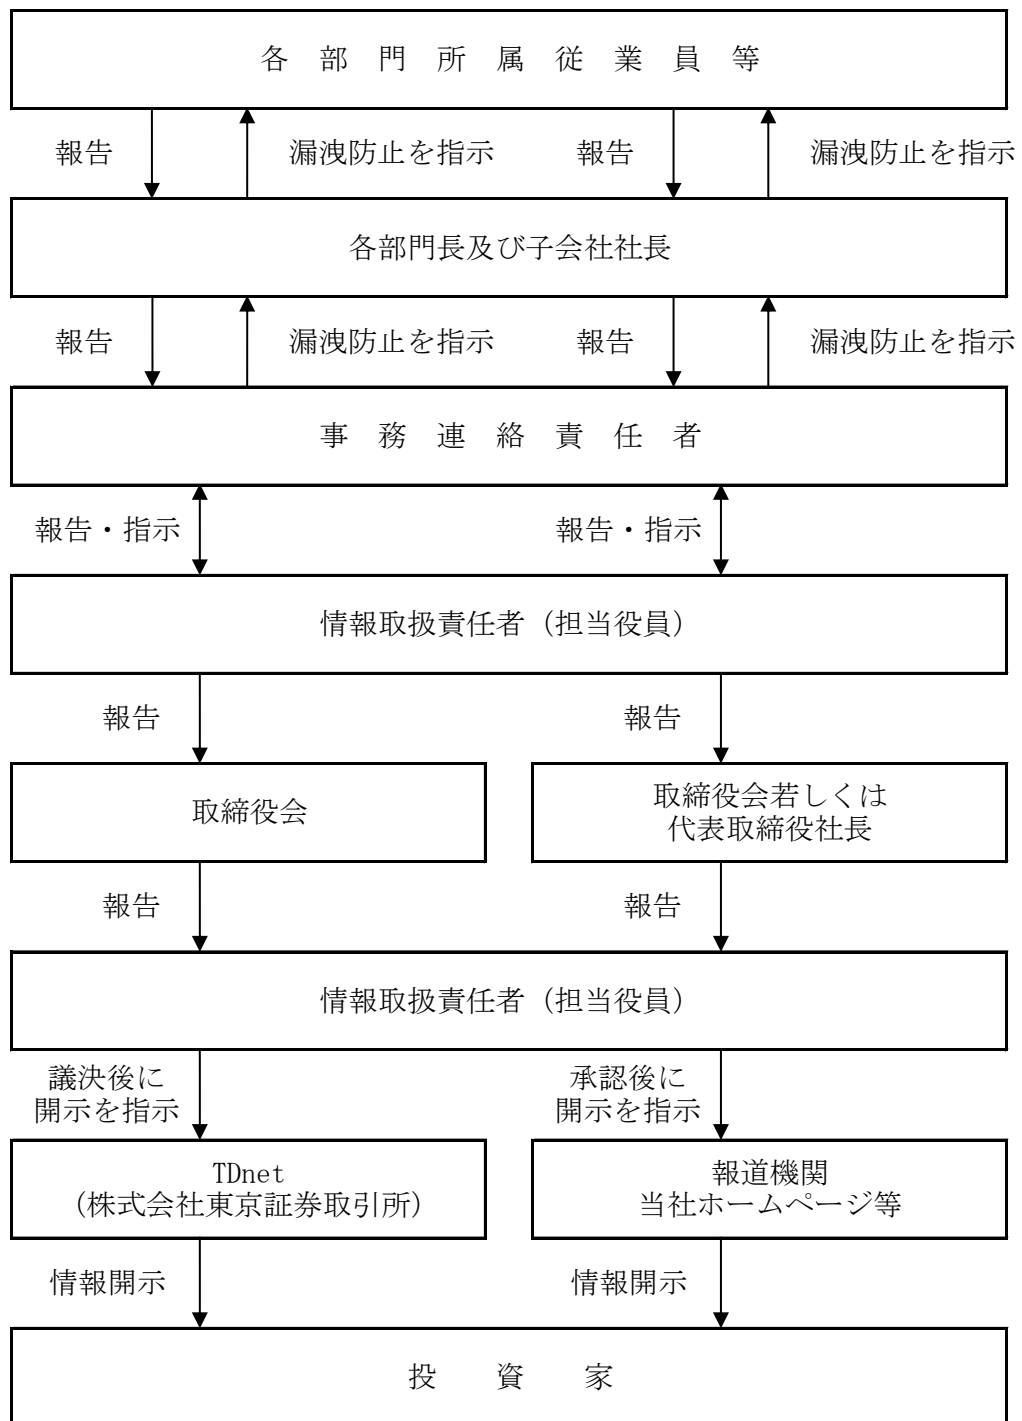 各部門所属従業員等
報告
漏洩防止を指示
報告
漏洩防止を指示
各部門長及び子会社社長
報告
漏洩防止を指示
報告
漏洩防止を指示
事務連絡責任者
報告・指示
報告・指示
情報取扱責任者（担当役員）
報告
報告
取締役会
取締役会若しくは
代表取締役社長
報告
報告
情報取扱責任者（担当役員）
議決後に
開示を指示
承認後に
開示を指示
TDnet
（株式会社東京証券取引所）
報道機関
当社ホームページ等
情報開示
情報開示
投資家